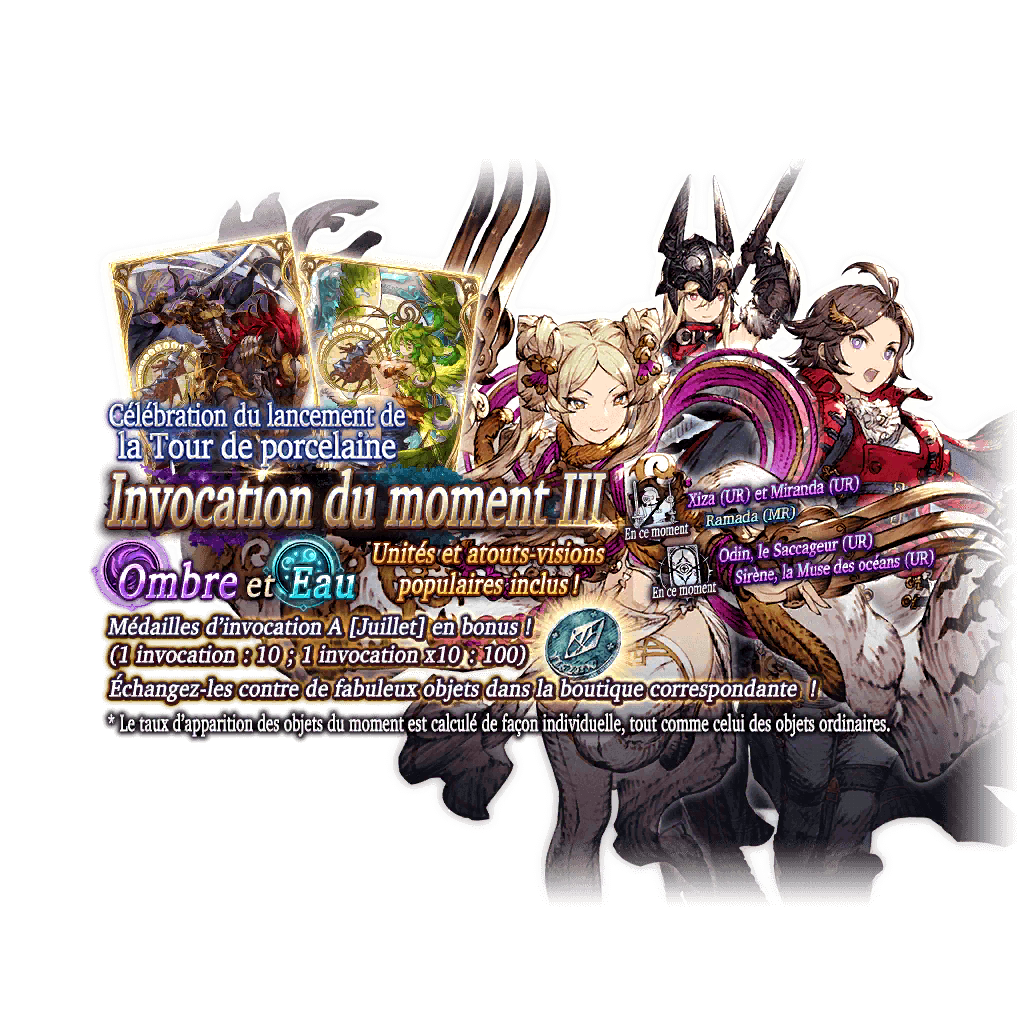 Célébration du lancement de
la Tour de porcelaine
Invocation du moment III
Ombre et Eau
Unités et atouts-visions
populaires inclus !
En ce moment
Xiza (UR) et Miranda (UR)
Ramada (MR)
En ce moment
Odin, le Saccageur (UR)
Sirène, la Muse des océans (UR)
Médailles d'invocation A [Juillet] en bonus !
(1 invocation : 10 ; 1 invocation x10 : 100)
Échangez-les contre de fabuleux objets dans la boutique correspondante !
* Le taux d'apparition des objets du moment est calculé de façon individuelle, tout comme celui des objets ordinaires.